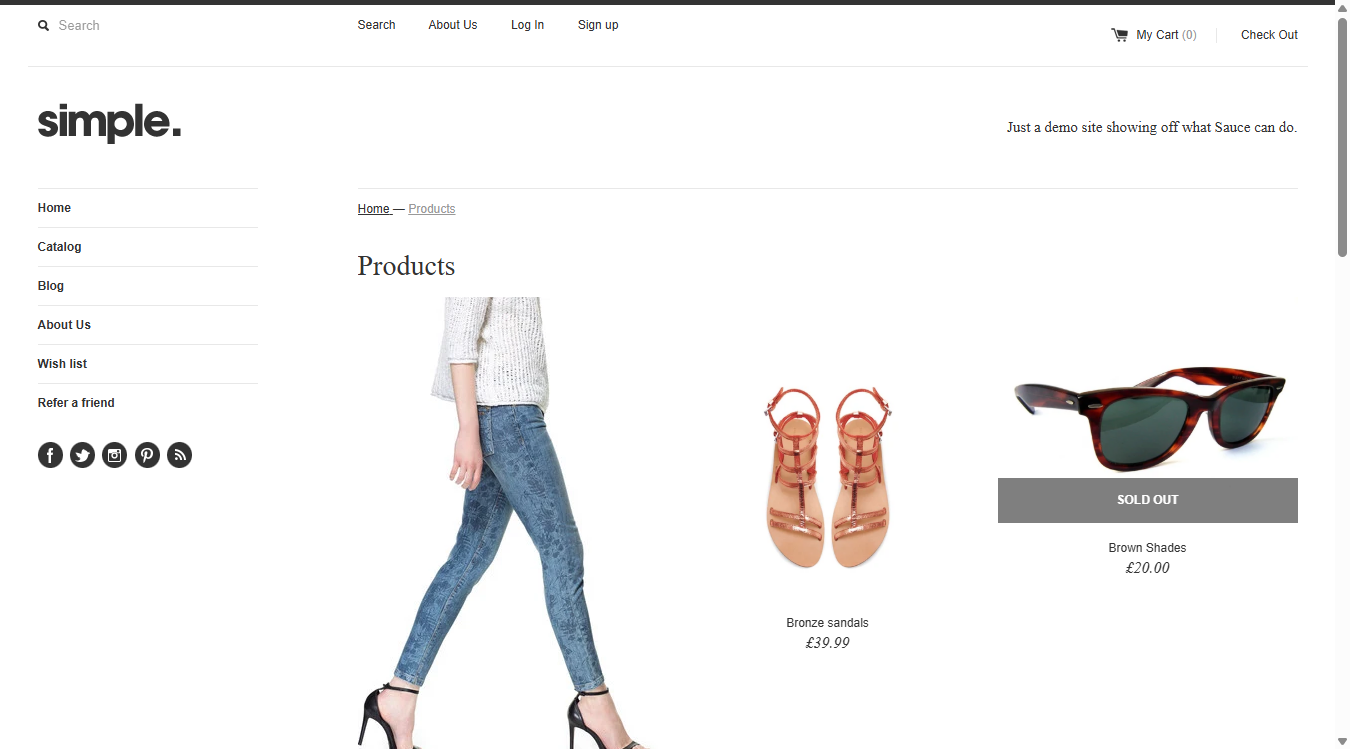 Search
Search About Us Log In Sign up
My Cart (0) Check Out
simple.
Just a demo site showing off what Sauce can do.
Home
Catalog
Blog
About Us
Wish list
Refer a friend
Home — Products
Products
SOLD OUT
Brown Shades
£20.00
Bronze sandals
£39.99